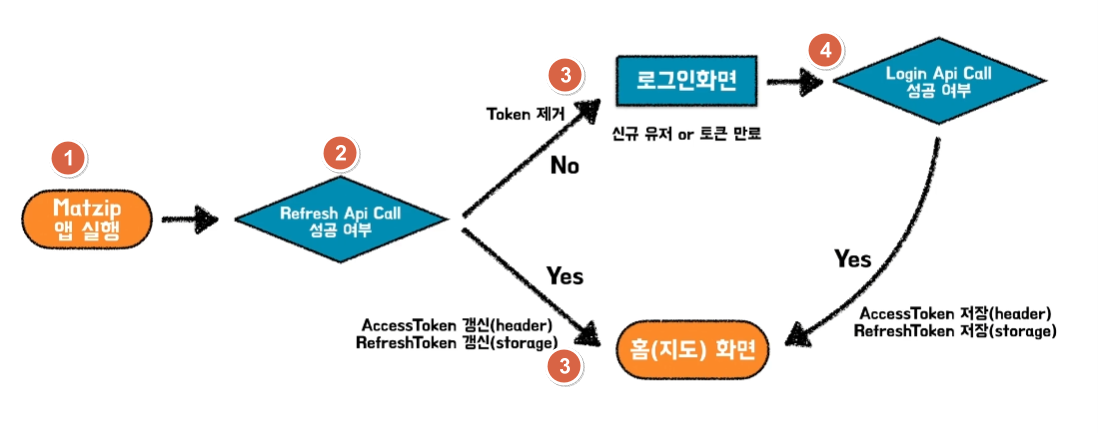 1
Matzip
앱 실행
2
Refresh Api Call
성공 여부
Token 제거
No
3
로그인화면
신규 유저 or 토큰 만료
4
Login Api Call
성공 여부
Yes
AccessToken 갱신(header)
RefreshToken 갱신(storage)
3
홈(지도) 화면
Yes
AccessToken 저장(header)
RefreshToken 저장(storage)